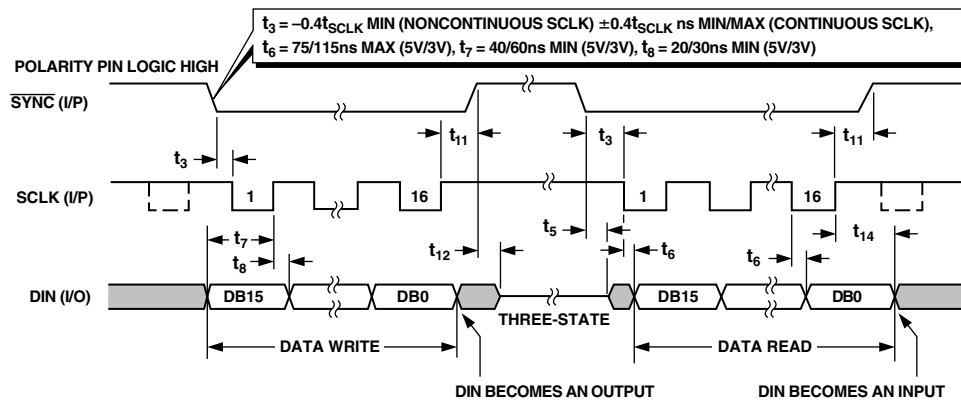 t3 = –0.4tSCLK MIN (NONCONTINUOUS SCLK) ±0.4tSCLK ns MIN/MAX (CONTINUOUS SCLK),
t6 = 75/115ns MAX (5V/3V), t7 = 40/60ns MIN (5V/3V), t8 = 20/30ns MIN (5V/3V)
POLARITY PIN LOGIC HIGH
SYNC (I/P)
t3
t11
t3
t11
SCLK (I/P)
1
16
1
16
t7
t8
t12
t5
t6
t6
t14
DIN (I/O)
DB15
DB0
THREE-STATE
DB15
DB0
DATA WRITE
DATA READ
DIN BECOMES AN OUTPUT
DIN BECOMES AN INPUT